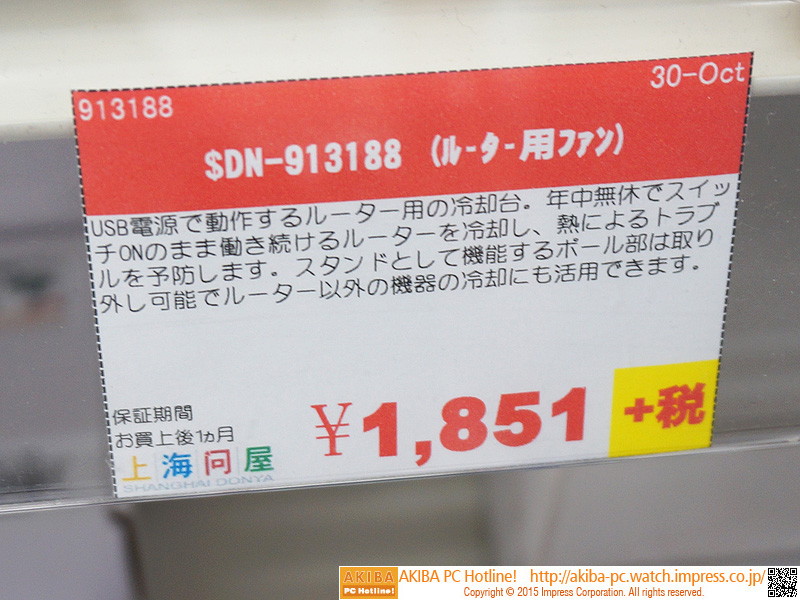 30-Oct
913188
$DN-913188 (ルーター用ファン)
USB電源で動作するルーター用の冷却台。年中無休でスイッ
チONのまま働き続けるルーターを冷却し、熱によるトラブ
ルを予防します。スタンドとして機能するポール部は取り
外し可能でルーター以外の機器の冷却にも活用できます。
保証期間
お買上後1ヵ月
¥1,851 +税
上海问屋
SHANGHAI DONYA
AKIBA PC Hotline! AKIBA PC Hotline! http://akiba-pc.watch.impress.co.jp/
Copyright © 2015 Impress Corporation. All rights reserved.